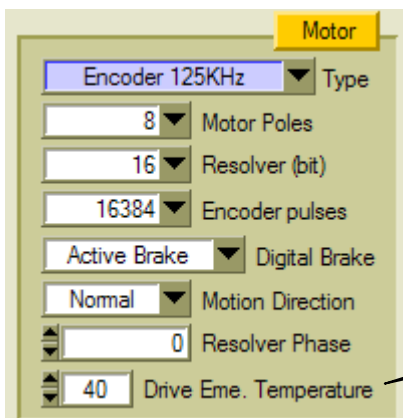 Motor
Encoder 125KHz Type
8 Motor Poles
16 Resolver (bit)
16384 Encoder pulses
Active Brake Digital Brake
Normal Motion Direction
0 Resolver Phase
40 Drive Eme. Temperature